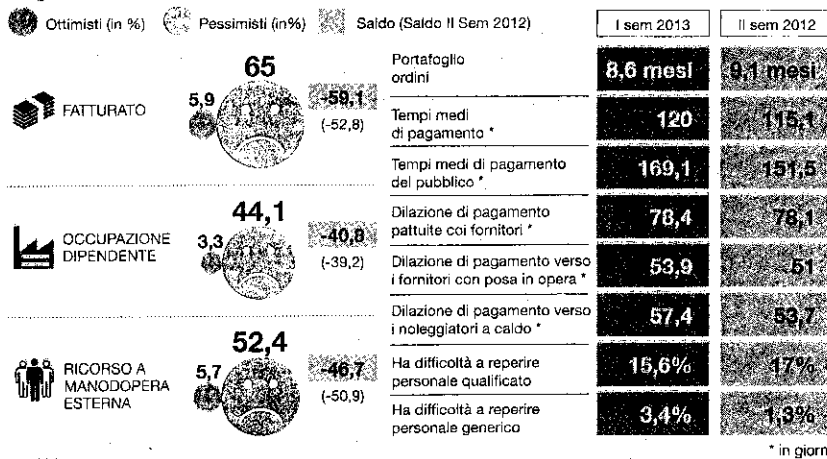 Ottimisti (in %) Pessimisti (in%) Saldo (Saldo II Sem 2012)
I sem 2013 II sem 2012
FATTURATO
5,9
65
-59,1
(-52,8)
OCCUPAZIONE
DIPENDENTE
3,3
44,1
-40,8
(-39,2)
RICORSO A
MANODOPERA
ESTERNA
5,7
52,4
-46,7
(-50,9)
Portafoglio
ordini
8,6 mesi 9,1 mesi
Tempi medi
di pagamento *
120 115,1
Tempi medi di pagamento
del pubblico *
169,1 151,5
Dilazione di pagamento
pattuite coi fornitori *
78,4 78,1
Dilazione di pagamento verso
i fornitori con posa in opera *
53,9 51
Dilazione di pagamento verso
i noleggiatori a caldo *
57,4 53,7
Ha difficoltà a reperire
personale qualificato
15,6% 17%
Ha difficoltà a reperire
personale generico
3,4% 1,3%
* in giorn